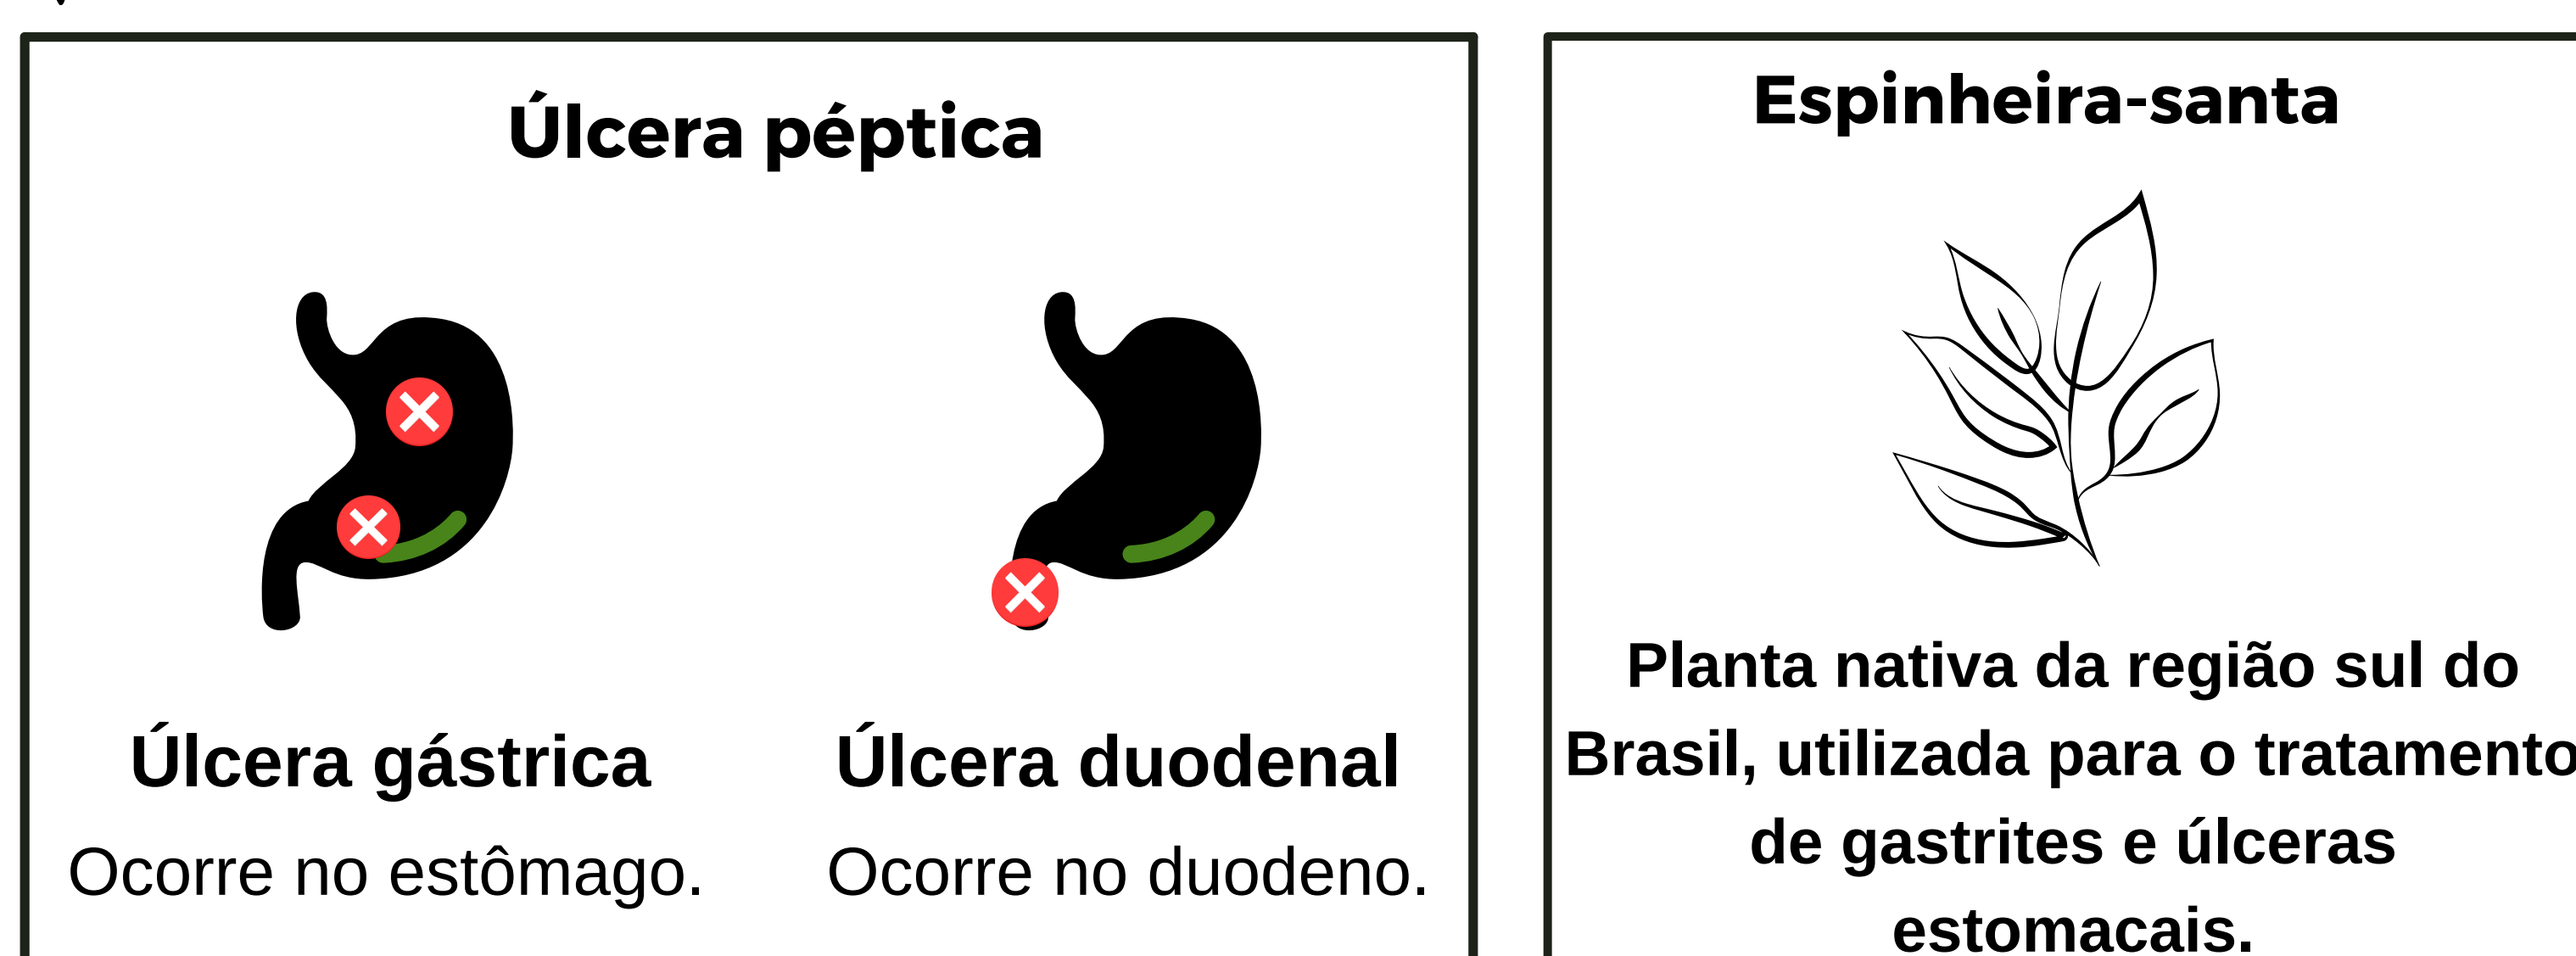 Úlcera péptica
Úlcera gástrica
Ocorre no estômago.
Úlcera duodenal
Ocorre no duodeno.
Espinheira-santa
Planta nativa da região sul do
Brasil, utilizada para o tratamento
de gastrites e úlceras
estomacais.